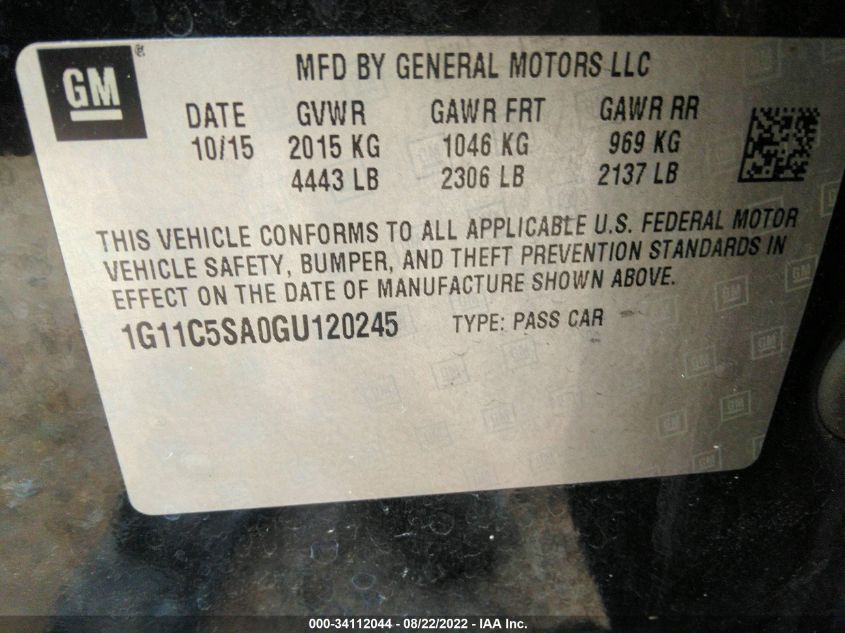 GM®
MFD BY GENERAL MOTORS LLC
DATE GVWR GAWR FRT GAWR RR
10/15 2015 KG 1046 KG 969 KG
4443 LB 2306 LB 2137 LB
THIS VEHICLE CONFORMS TO ALL APPLICABLE U.S. FEDERAL MOTOR
VEHICLE SAFETY, BUMPER, AND THEFT PREVENTION STANDARDS IN
EFFECT ON THE DATE OF MANUFACTURE SHOWN ABOVE.
1G11C5SA0GU120245 TYPE: PASS CAR
000-34112044 - 08/22/2022 - IAA Inc.